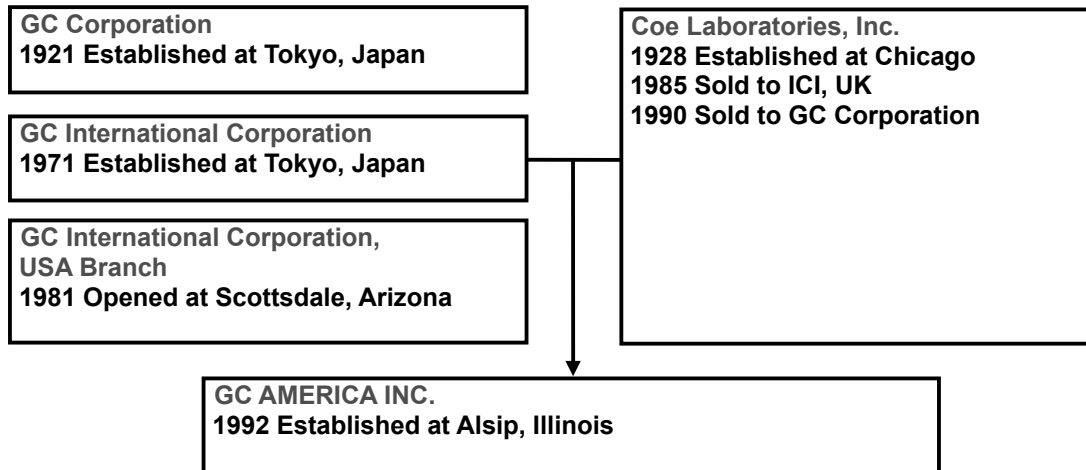 GC Corporation
1921 Established at Tokyo, Japan
GC International Corporation
1971 Established at Tokyo, Japan
GC International Corporation,
USA Branch
1981 Opened at Scottsdale, Arizona
Coe Laboratories, Inc.
1928 Established at Chicago
1985 Sold to ICI, UK
1990 Sold to GC Corporation
GC AMERICA INC.
1992 Established at Alsip, Illinois